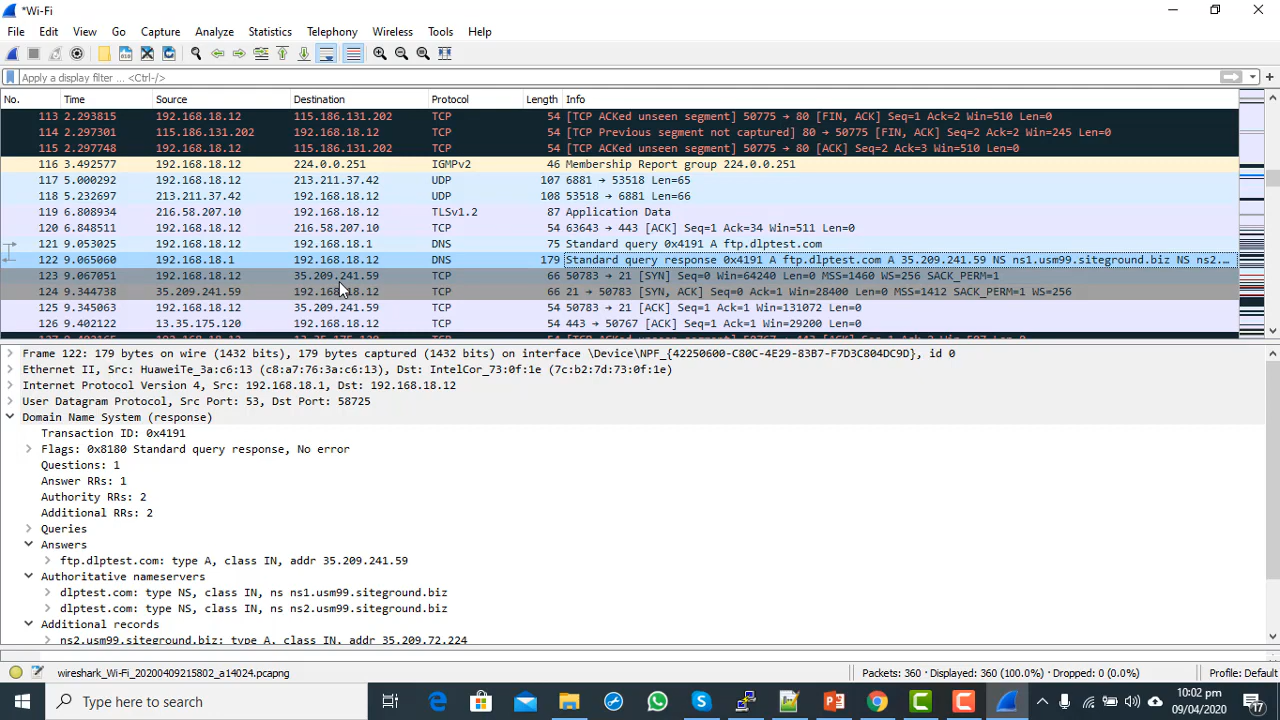 *Wi-Fi
File Edit View Go Capture Analyze Statistics Telephony Wireless Tools Help
Apply a display filter ... <Ctrl-/>
No. Time Source Destination Protocol Length Info
113 2.293815 192.168.18.12 115.186.131.202 TCP 54 [TCP ACKed unseen segment] 50775 → 80 [FIN, ACK] Seq=1 Ack=2 Win=510 Len=0
114 2.297301 115.186.131.202 192.168.18.12 TCP 54 [TCP Previous segment not captured] 80 → 50775 [FIN, ACK] Seq=2 Ack=2 Win=245 Len=0
115 2.297748 192.168.18.12 115.186.131.202 TCP 54 [TCP ACKed unseen segment] 50775 → 80 [ACK] Seq=2 Ack=3 Win=510 Len=0
116 3.492577 192.168.18.12 224.0.0.251 IGMPv2 46 Membership Report group 224.0.0.251
117 5.000292 192.168.18.12 213.211.37.42 UDP 107 6881 → 53518 Len=65
118 5.232697 213.211.37.42 192.168.18.12 UDP 108 53518 → 6881 Len=66
119 6.808934 216.58.207.10 192.168.18.12 TLSv1.2 87 Application Data
120 6.848511 192.168.18.12 216.58.207.10 TCP 54 63643 → 443 [ACK] Seq=1 Ack=34 Win=511 Len=0
121 9.053025 192.168.18.12 192.168.18.1 DNS 75 Standard query 0x4191 A ftp.dlptest.com
122 9.065060 192.168.18.1 192.168.18.12 DNS 179 Standard query response 0x4191 A ftp.dlptest.com A 35.209.241.59 NS ns1.usm99.siteground.biz NS ns2...
123 9.067051 192.168.18.12 35.209.241.59 TCP 66 50783 → 21 [SYN] Seq=0 Win=64240 Len=0 MSS=1460 WS=256 SACK_PERM=1
124 9.344738 35.209.241.59 192.168.18.12 TCP 66 21 → 50783 [SYN, ACK] Seq=0 Ack=1 Win=28400 Len=0 MSS=1412 SACK_PERM=1 WS=256
125 9.345063 192.168.18.12 35.209.241.59 TCP 54 50783 → 21 [ACK] Seq=1 Ack=1 Win=131072 Len=0
126 9.402122 13.35.175.120 192.168.18.12 TCP 54 443 → 50767 [ACK] Seq=1 Ack=1 Win=29200 Len=0
Frame 122: 179 bytes on wire (1432 bits), 179 bytes captured (1432 bits) on interface \Device\NPF_{42250600-C80C-4E29-83B7-F7D3C804DC9D}, id 0
Ethernet II, Src: HuaweiTe_3a:c6:13 (c8:a7:76:3a:c6:13), Dst: IntelCor_73:0f:1e (7c:b2:7d:73:0f:1e)
Internet Protocol Version 4, Src: 192.168.18.1, Dst: 192.168.18.12
User Datagram Protocol, Src Port: 53, Dst Port: 58725
Domain Name System (response)
Transaction ID: 0x4191
Flags: 0x8180 Standard query response, No error
Questions: 1
Answer RRs: 1
Authority RRs: 2
Additional RRs: 2
Queries
Answers
ftp.dlptest.com: type A, class IN, addr 35.209.241.59
Authoritative nameservers
dlptest.com: type NS, class IN, ns ns1.usm99.siteground.biz
dlptest.com: type NS, class IN, ns ns2.usm99.siteground.biz
Additional records
ns2.usm99.siteground.biz: type A, class IN, addr 35.209.72.224
wireshark_Wi-Fi_20200409215802_a14024.pcapng Packets: 360 · Displayed: 360 (100.0%) · Dropped: 0 (0.0%) Profile: Default
Type here to search
10:02 pm
09/04/2020
17